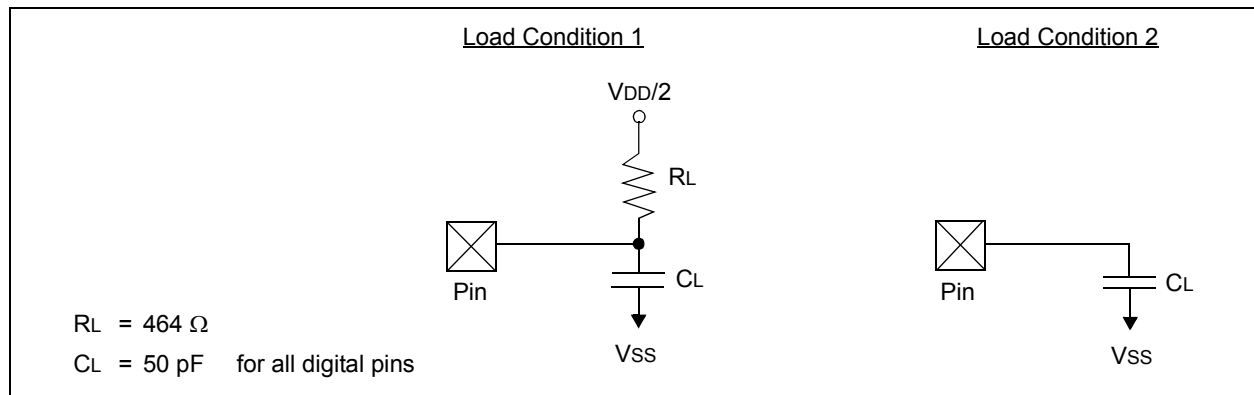 Load Condition 1
Load Condition 2
VDD/2
RL
CL
Pin
VSS
CL
Pin
VSS
RL = 464 Ω
CL = 50 pF for all digital pins